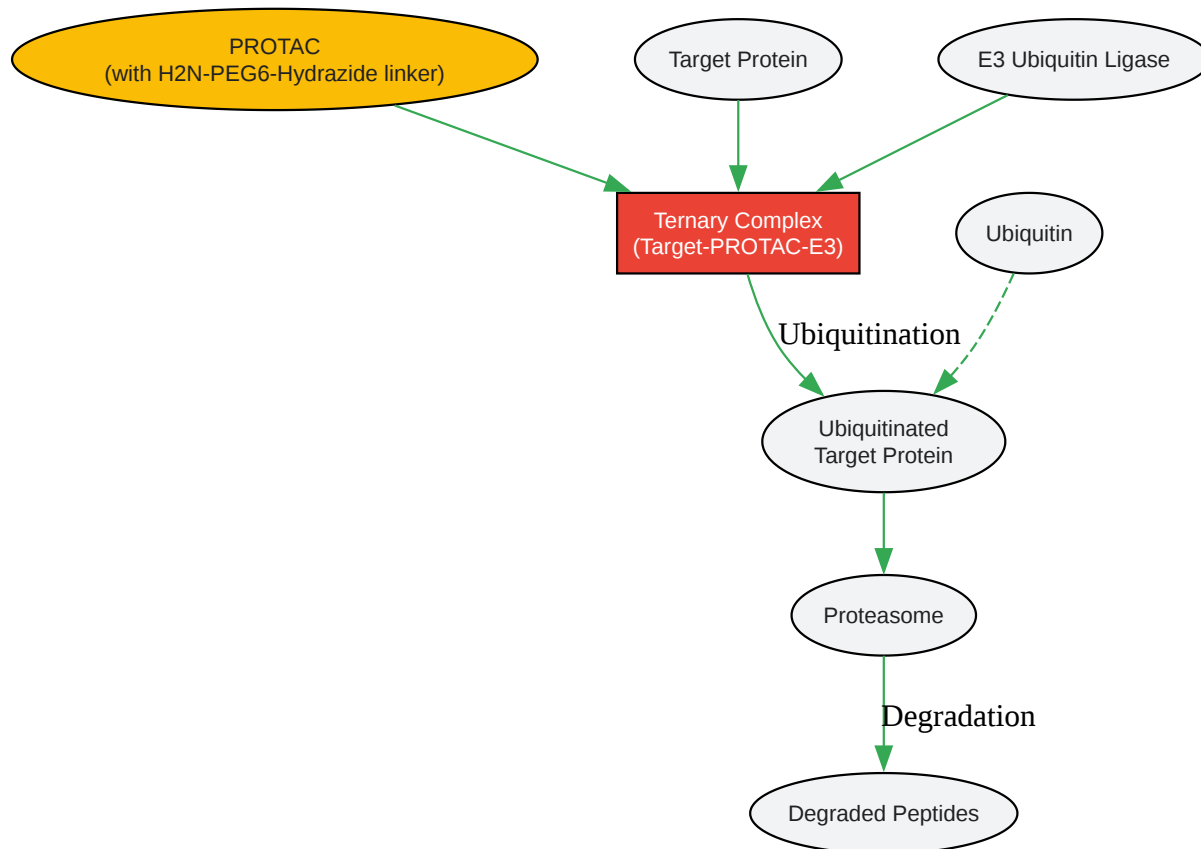 PROTAC
(with H2N-PEG6-Hydrazide linker)
Target Protein
E3 Ubiquitin Ligase
Ternary Complex
(Target-PROTAC-E3)
Ubiquitin
Ubiquitination
Ubiquitinated
Target Protein
Proteasome
Degradation
Degraded Peptides